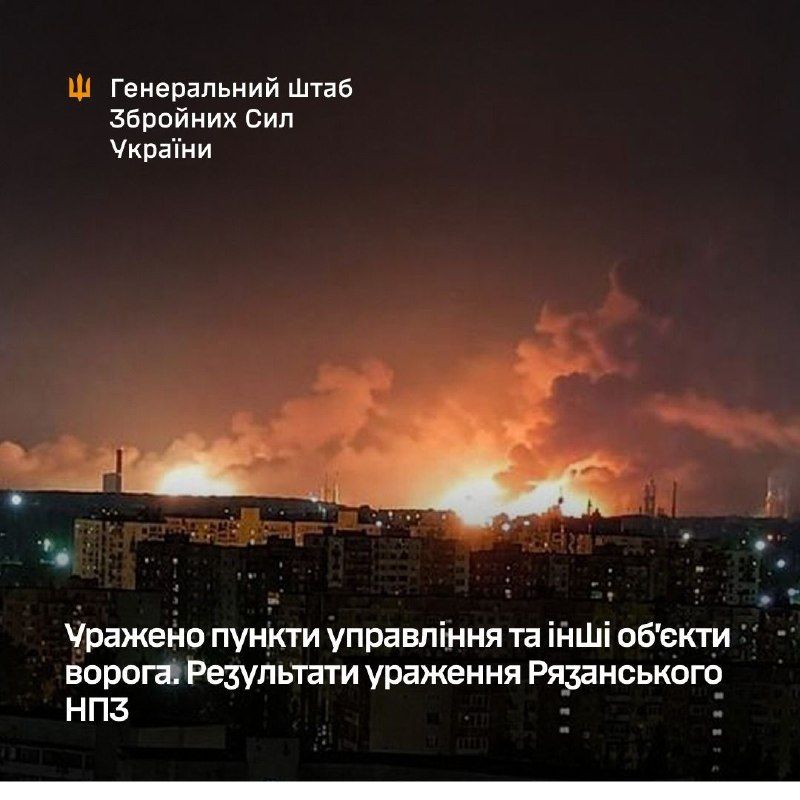 Генеральний штаб
Збройних Сил
України
Уражено пункти управління та інші об'єкти
ворога. Результати ураження Рязанського
НПЗ